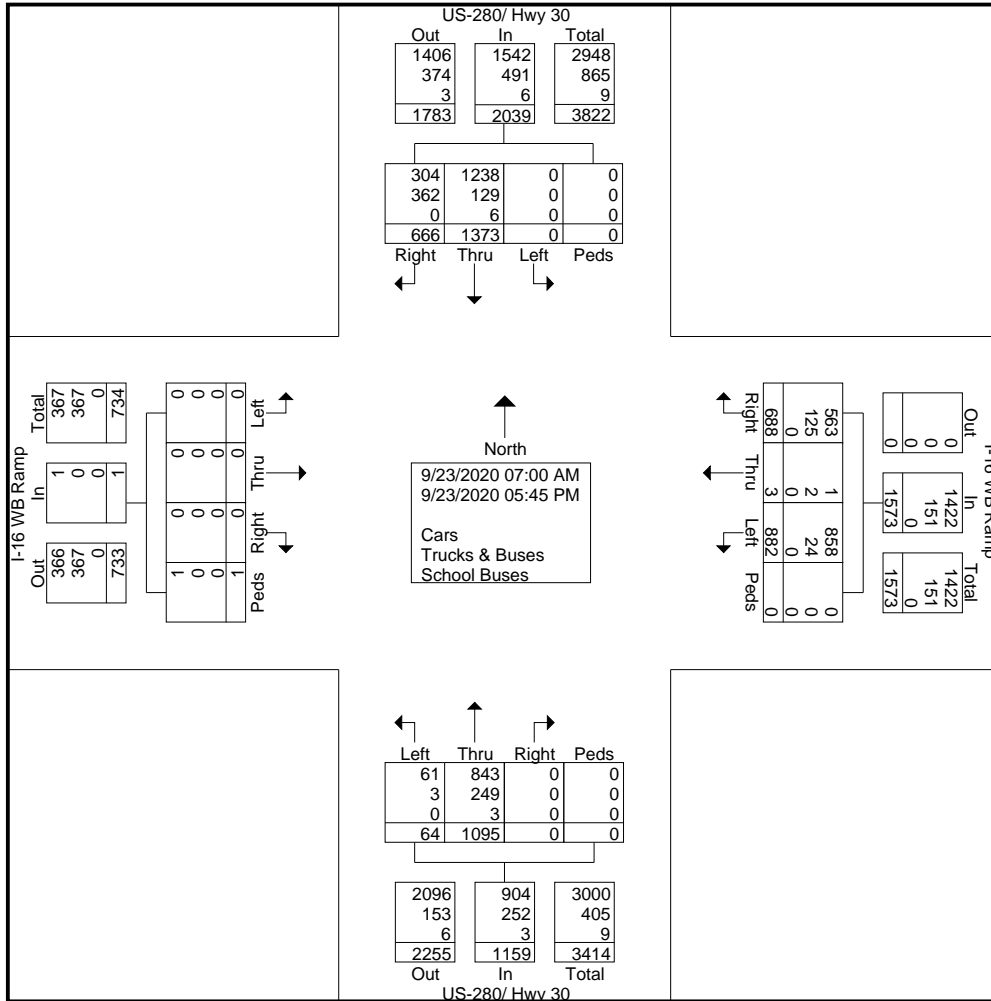 US-280/ Hwy 30
Out In Total
1406 1542 2948
374 491 865
3 6 9
1783 2039 3822
304 1238 0 0
362 129 0 0
0 6 0 0
666 1373 0 0
Right Thru Left Peds
I-16 WB Ramp
Out In Total
366 1 367
367 0 367
0 0 0
733 1 734
Left Thru Right Peds
0 0 0 1
0 0 0 0
0 0 0 0
0 0 0 1
North
9/23/2020 07:00 AM
9/23/2020 05:45 PM
Cars
Trucks & Buses
School Buses
Right Thru Left Peds
563 1 858 0
125 2 24 0
0 0 0 0
688 3 882 0
I-16 WB Ramp
Out In Total
0 1422 1422
0 151 151
0 0 0
0 1573 1573
Left Thru Right Peds
61 843 0 0
3 249 0 0
0 3 0 0
64 1095 0 0
2096 904 3000
153 252 405
6 3 9
2255 1159 3414
Out In Total
US-280/ Hwy 30